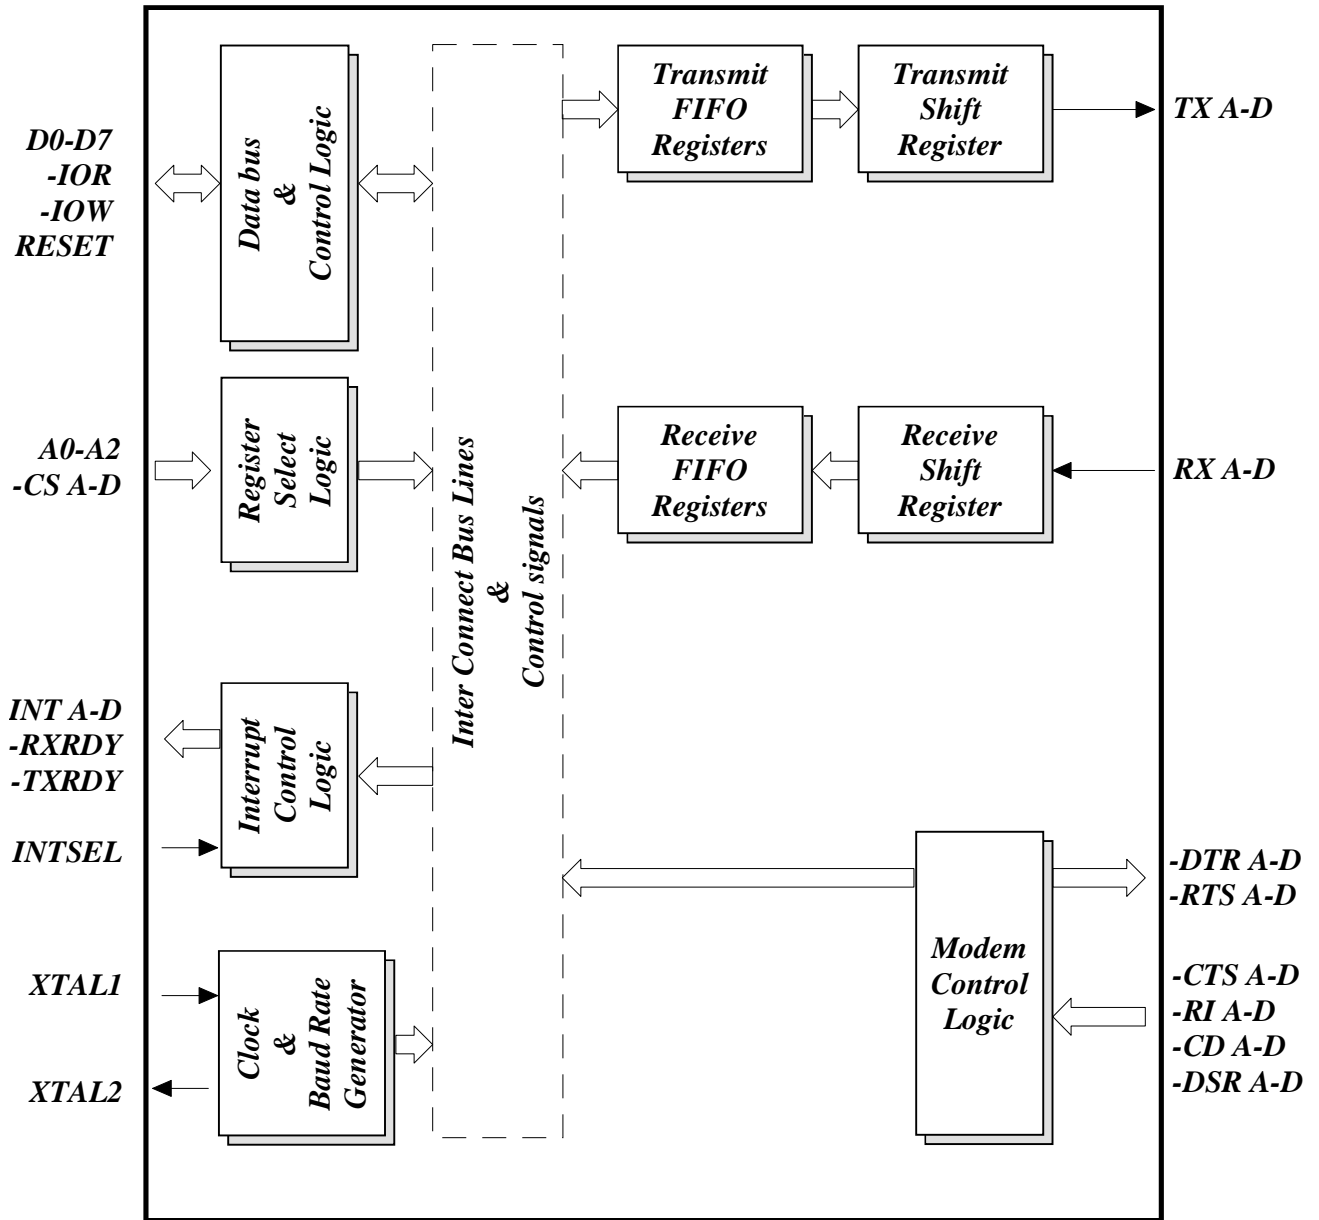 D0-D7
-IOR
-IOW
RESET
Data bus
&
Control Logic
A0-A2
-CS A-D
Register
Select
Logic
INT A-D
-RXRDY
-TXRDY
INTSEL
Interrupt
Control
Logic
XTAL1
XTAL2
Clock
&
Baud Rate
Generator
Inter Connect Bus Lines
&
Control signals
Transmit
FIFO
Registers
Transmit
Shift
Register
TX A-D
Receive
FIFO
Registers
Receive
Shift
Register
RX A-D
Modem
Control
Logic
-DTR A-D
-RTS A-D
-CTS A-D
-RI A-D
-CD A-D
-DSR A-D